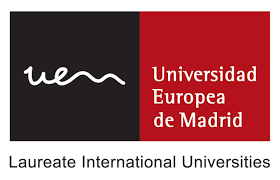 uem
Universidad
Europea
de Madrid
Laureate International Universities